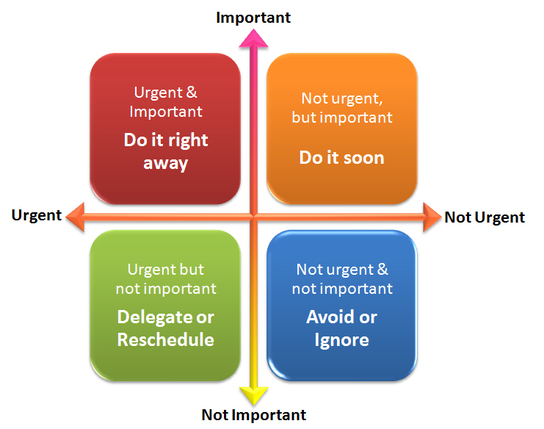 Important
Urgent &
Important
Do it right
away
Not urgent,
but important
Do it soon
Urgent
Not Urgent
Urgent but
not important
Delegate or
Reschedule
Not urgent &
not important
Avoid or
Ignore
Not Important